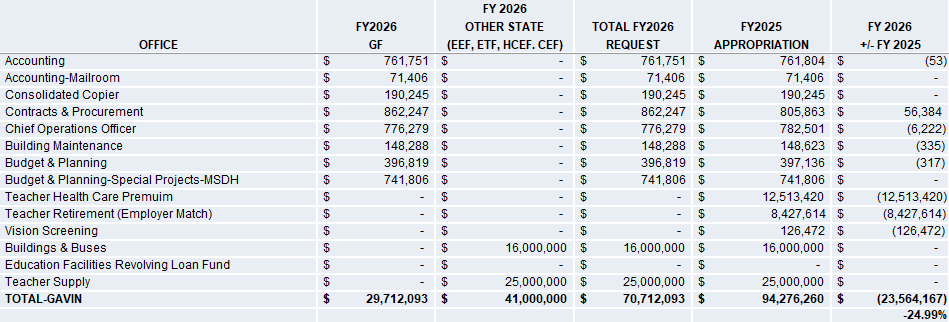 FY 2026
FY2026 OTHER STATE TOTAL FY2026 FY2025 FY 2026
OFFICE GF (EEF, ETF, HCEF. CEF) REQUEST APPROPRIATION +/- FY 2025
Accounting $ 761,751 $ - $ 761,751 $ 761,804 $ (53)
Accounting-Mailroom $ 71,406 $ - $ 71,406 $ 71,406 $ -
Consolidated Copier $ 190,245 $ - $ 190,245 $ 190,245 $ -
Contracts & Procurement $ 862,247 $ - $ 862,247 $ 805,863 $ 56,384
Chief Operations Officer $ 776,279 $ - $ 776,279 $ 782,501 $ (6,222)
Building Maintenance $ 148,288 $ - $ 148,288 $ 148,623 $ (335)
Budget & Planning $ 396,819 $ - $ 396,819 $ 397,136 $ (317)
Budget & Planning-Special Projects-MSDH $ 741,806 $ - $ 741,806 $ 741,806 $ -
Teacher Health Care Premuim $ - $ - $ - $ 12,513,420 $ (12,513,420)
Teacher Retirement (Employer Match) $ - $ - $ - $ 8,427,614 $ (8,427,614)
Vision Screening $ - $ - $ - $ 126,472 $ (126,472)
Buildings & Buses $ - $ 16,000,000 $ 16,000,000 $ 16,000,000 $ -
Education Facilities Revolving Loan Fund $ - $ - $ - $ - $ -
Teacher Supply $ - $ 25,000,000 $ 25,000,000 $ 25,000,000 $ -
TOTAL-GAVIN $ 29,712,093 $ 41,000,000 $ 70,712,093 $ 94,276,260 $ (23,564,167)
-24.99%